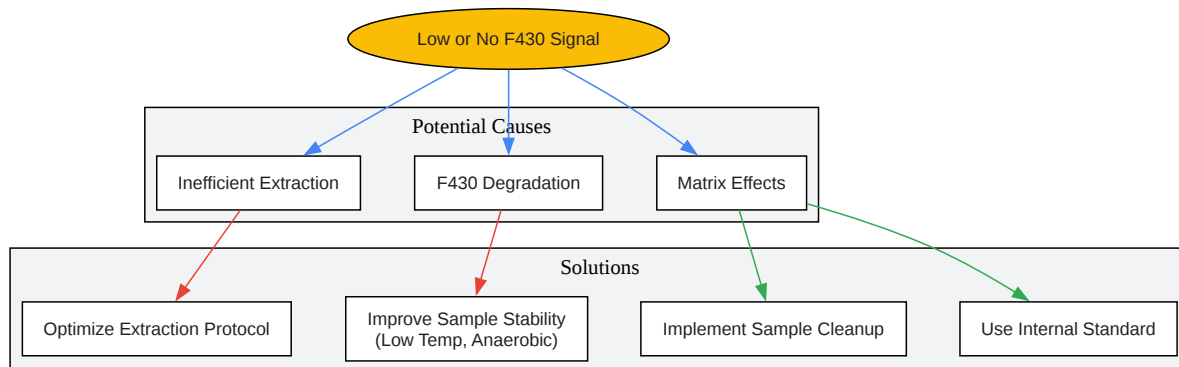 Low or No F430 Signal
Potential Causes
Inefficient Extraction
F430 Degradation
Matrix Effects
Solutions
Optimize Extraction Protocol
Improve Sample Stability
(Low Temp, Anaerobic)
Implement Sample Cleanup
Use Internal Standard